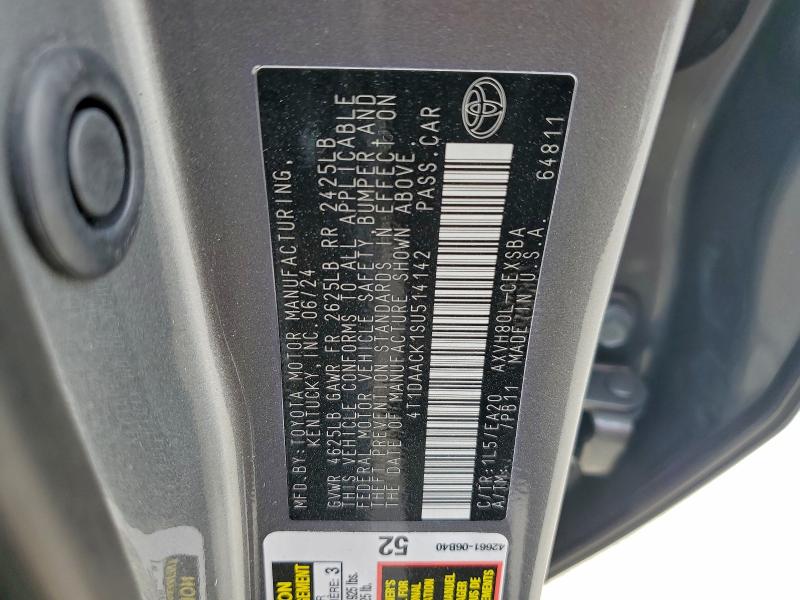 MFD.BY:TOYOTA MOTOR MANUFACTURING,
KENTUCKY, INC. 06/24
GVWR 4625LB GAWR FR 2625LB RR 2425LB
THIS VEHICLE CONFORMS TO ALL APPLICABLE
FEDERAL MOTOR VEHICLE SAFETY, BUMPER AND
THEFT PREVENTION STANDARDS IN EFFECT ON
THE DATE OF MANUFACTURE SHOWN ABOVE.
4T1DAACK1SU514142 PASS.CAR
C/TR:1L5/EA20 AXVH80L-CEXSBA
A/TM: /PB11 MADE IN U.S.A. 64811
52
42661-06B40